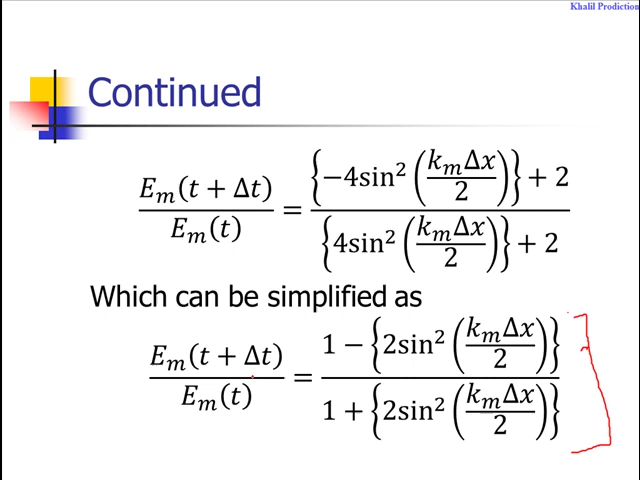 Khalil Prodiction
Continued
E_m(t + Δt) / E_m(t) = {−4sin²(k_mΔx / 2)} + 2 / {4sin²(k_mΔx / 2)} + 2
Which can be simplified as
E_m(t + Δt) / E_m(t) = 1 − {2sin²(k_mΔx / 2)} / 1 + {2sin²(k_mΔx / 2)}